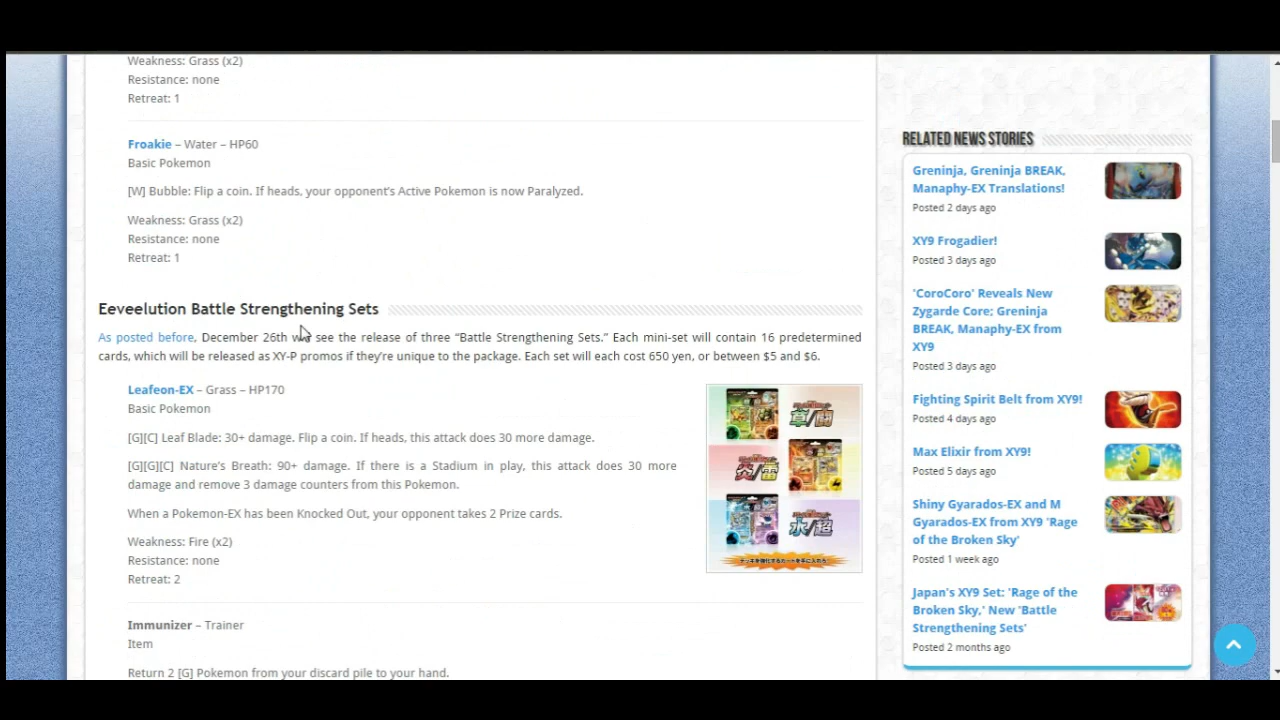 Weakness: Grass (x2)
Resistance: none
Retreat: 1
Froakie – Water – HP60
Basic Pokemon
[W] Bubble: Flip a coin. If heads, your opponent's Active Pokemon is now Paralyzed.
Weakness: Grass (x2)
Resistance: none
Retreat: 1
Eeveelution Battle Strengthening Sets
As posted before, December 26th will see the release of three “Battle Strengthening Sets.” Each mini-set will contain 16 predetermined
cards, which will be released as XY-P promos if they're unique to the package. Each set will each cost 650 yen, or between $5 and $6.
Leafeon-EX – Grass – HP170
Basic Pokemon
[G][C] Leaf Blade: 30+ damage. Flip a coin. If heads, this attack does 30 more damage.
[G][G][C] Nature's Breath: 90+ damage. If there is a Stadium in play, this attack does 30 more
damage and remove 3 damage counters from this Pokemon.
When a Pokemon-EX has been Knocked Out, your opponent takes 2 Prize cards.
Weakness: Fire (x2)
Resistance: none
Retreat: 2
Immunizer – Trainer
Item
Return 2 [G] Pokemon from your discard pile to your hand.
草/闘
炎/雷
水/超
RELATED NEWS STORIES
Greninja, Greninja BREAK,
Manaphy-EX Translations!
Posted 2 days ago
XY9 Frogadier!
Posted 3 days ago
'CoroCoro' Reveals New
Zygarde Core; Greninja
BREAK, Manaphy-EX from
XY9
Posted 3 days ago
Fighting Spirit Belt from XY9!
Posted 4 days ago
Max Elixir from XY9!
Posted 5 days ago
Shiny Gyarados-EX and M
Gyarados-EX from XY9 'Rage
of the Broken Sky'
Posted 1 week ago
Japan's XY9 Set: 'Rage of the
Broken Sky,' New 'Battle
Strengthening Sets'
Posted 2 months ago